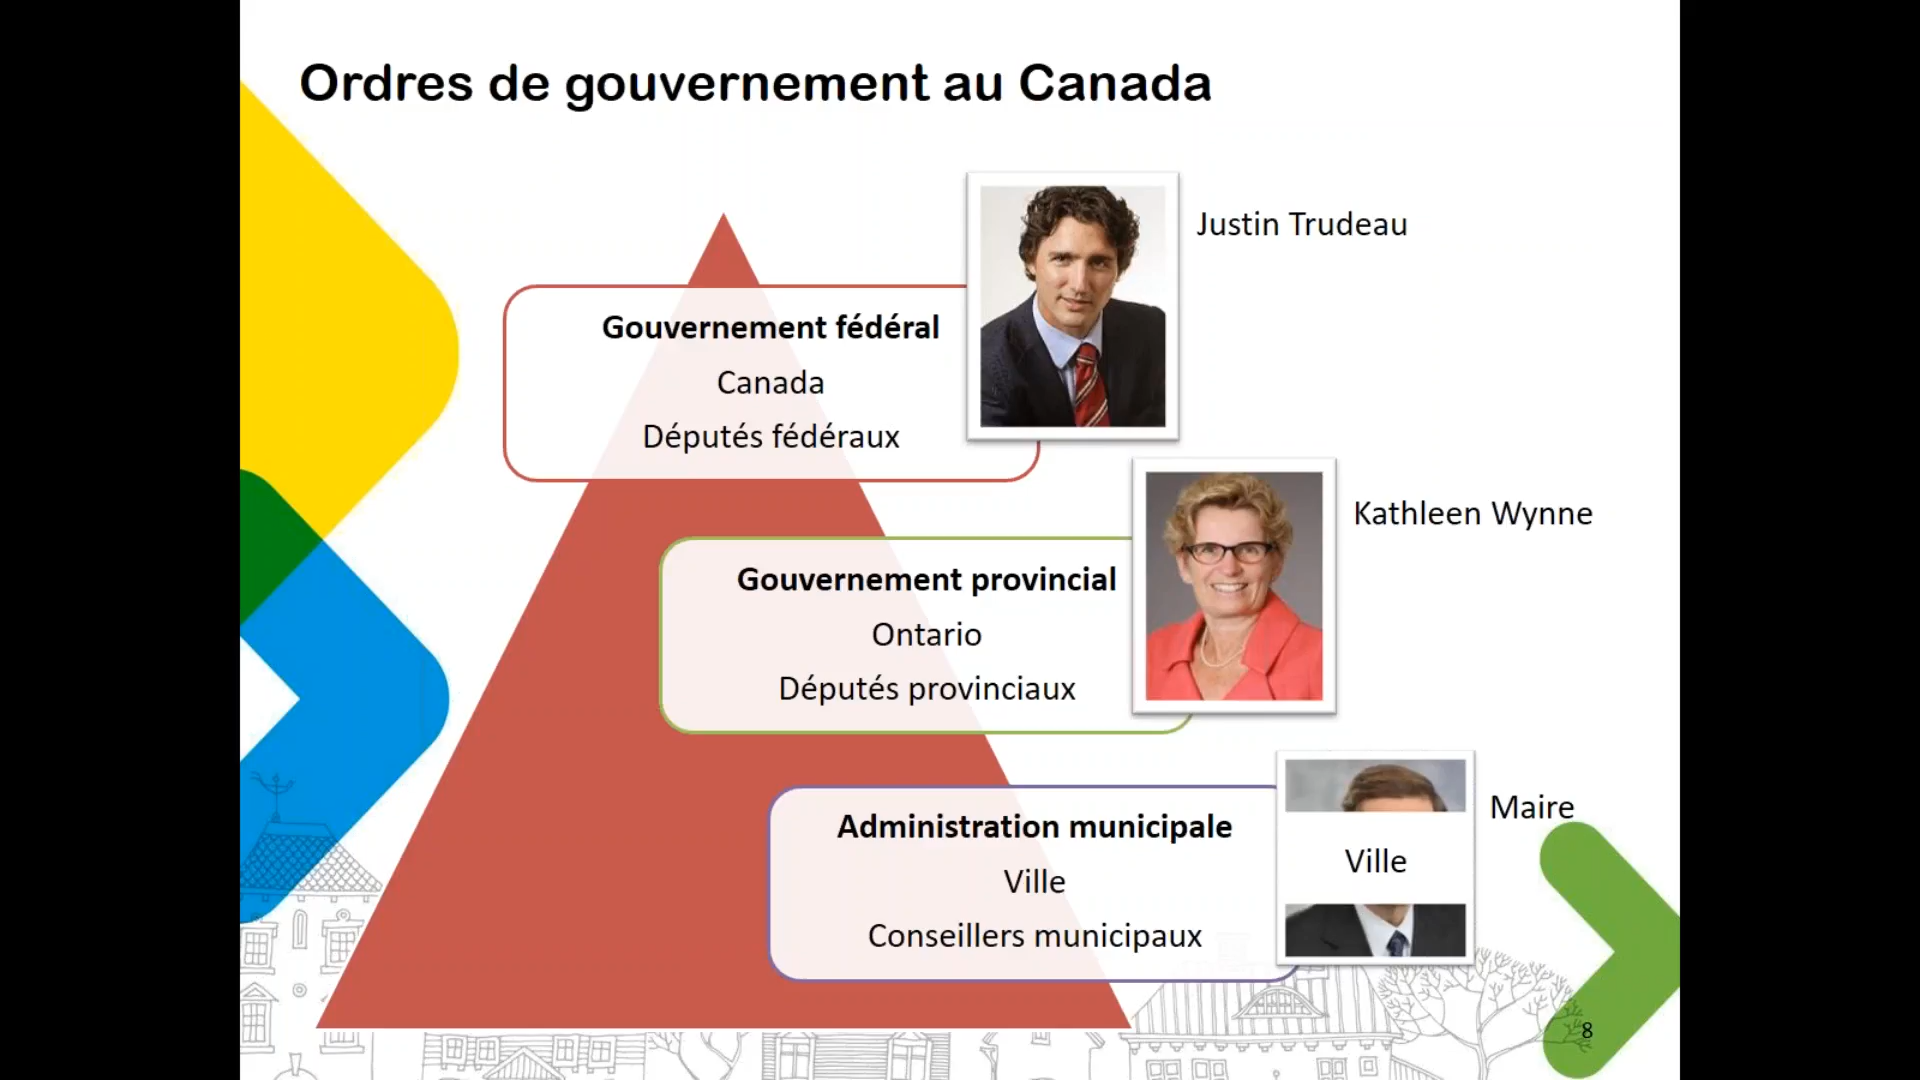 Ordres de gouvernement au Canada
Justin Trudeau
Gouvernement fédéral
Canada
Députés fédéraux
Kathleen Wynne
Gouvernement provincial
Ontario
Députés provinciaux
Maire
Ville
Administration municipale
Ville
Conseillers municipaux
8